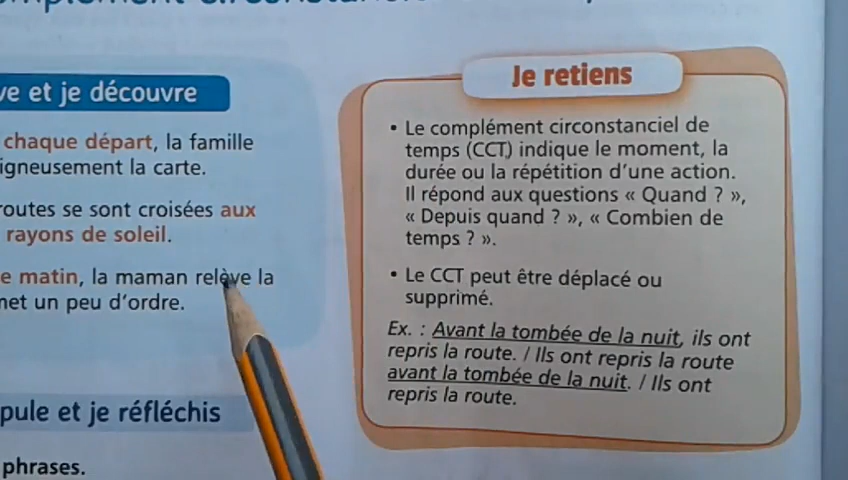 ve et je découvre
chaque départ, la famille
igneusement la carte.
routes se sont croisées aux
rayons de soleil.
e matin, la maman relève la
met un peu d'ordre.
pule et je réfléchis
phrases.
Je retiens
• Le complément circonstanciel de
temps (CCT) indique le moment, la
durée ou la répétition d'une action.
Il répond aux questions « Quand ? »,
« Depuis quand ? », « Combien de
temps ? ».
• Le CCT peut être déplacé ou
supprimé.
Ex. : Avant la tombée de la nuit, ils ont
repris la route. / Ils ont repris la route
avant la tombée de la nuit. / Ils ont
repris la route.